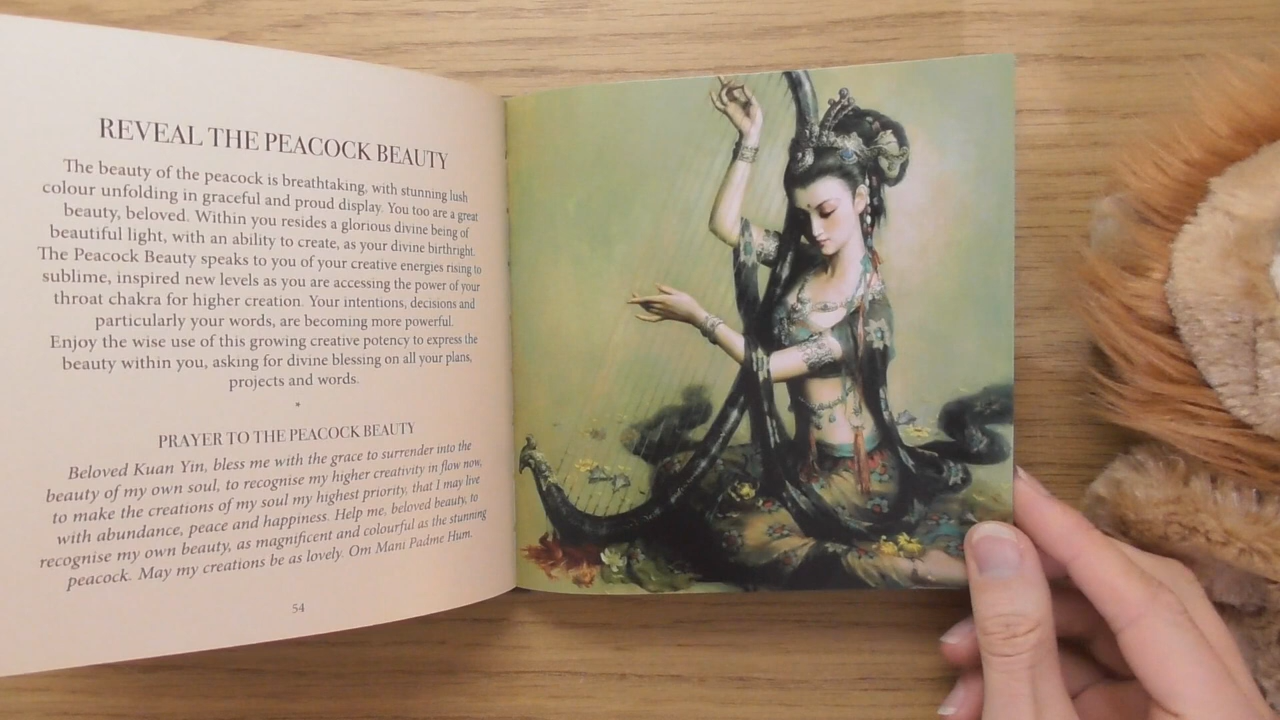 REVEAL THE PEACOCK BEAUTY
The beauty of the peacock is breathtaking, with stunning lush
colour unfolding in graceful and proud display. You too are a great
beauty, beloved. Within you resides a glorious divine being of
beautiful light, with an ability to create, as your divine birthright.
The Peacock Beauty speaks to you of your creative energies rising to
sublime, inspired new levels as you are accessing the power of your
throat chakra for higher creation. Your intentions, decisions and
particularly your words, are becoming more powerful.
Enjoy the wise use of this growing creative potency to express the
beauty within you, asking for divine blessing on all your plans,
projects and words.
*
PRAYER TO THE PEACOCK BEAUTY
Beloved Kuan Yin, bless me with the grace to surrender into the
beauty of my own soul, to recognise my higher creativity in flow now,
to make the creations of my soul my highest priority, that I may live
with abundance, peace and happiness. Help me, beloved beauty, to
recognise my own beauty, as magnificent and colourful as the stunning
peacock. May my creations be as lovely. Om Mani Padme Hum.
54